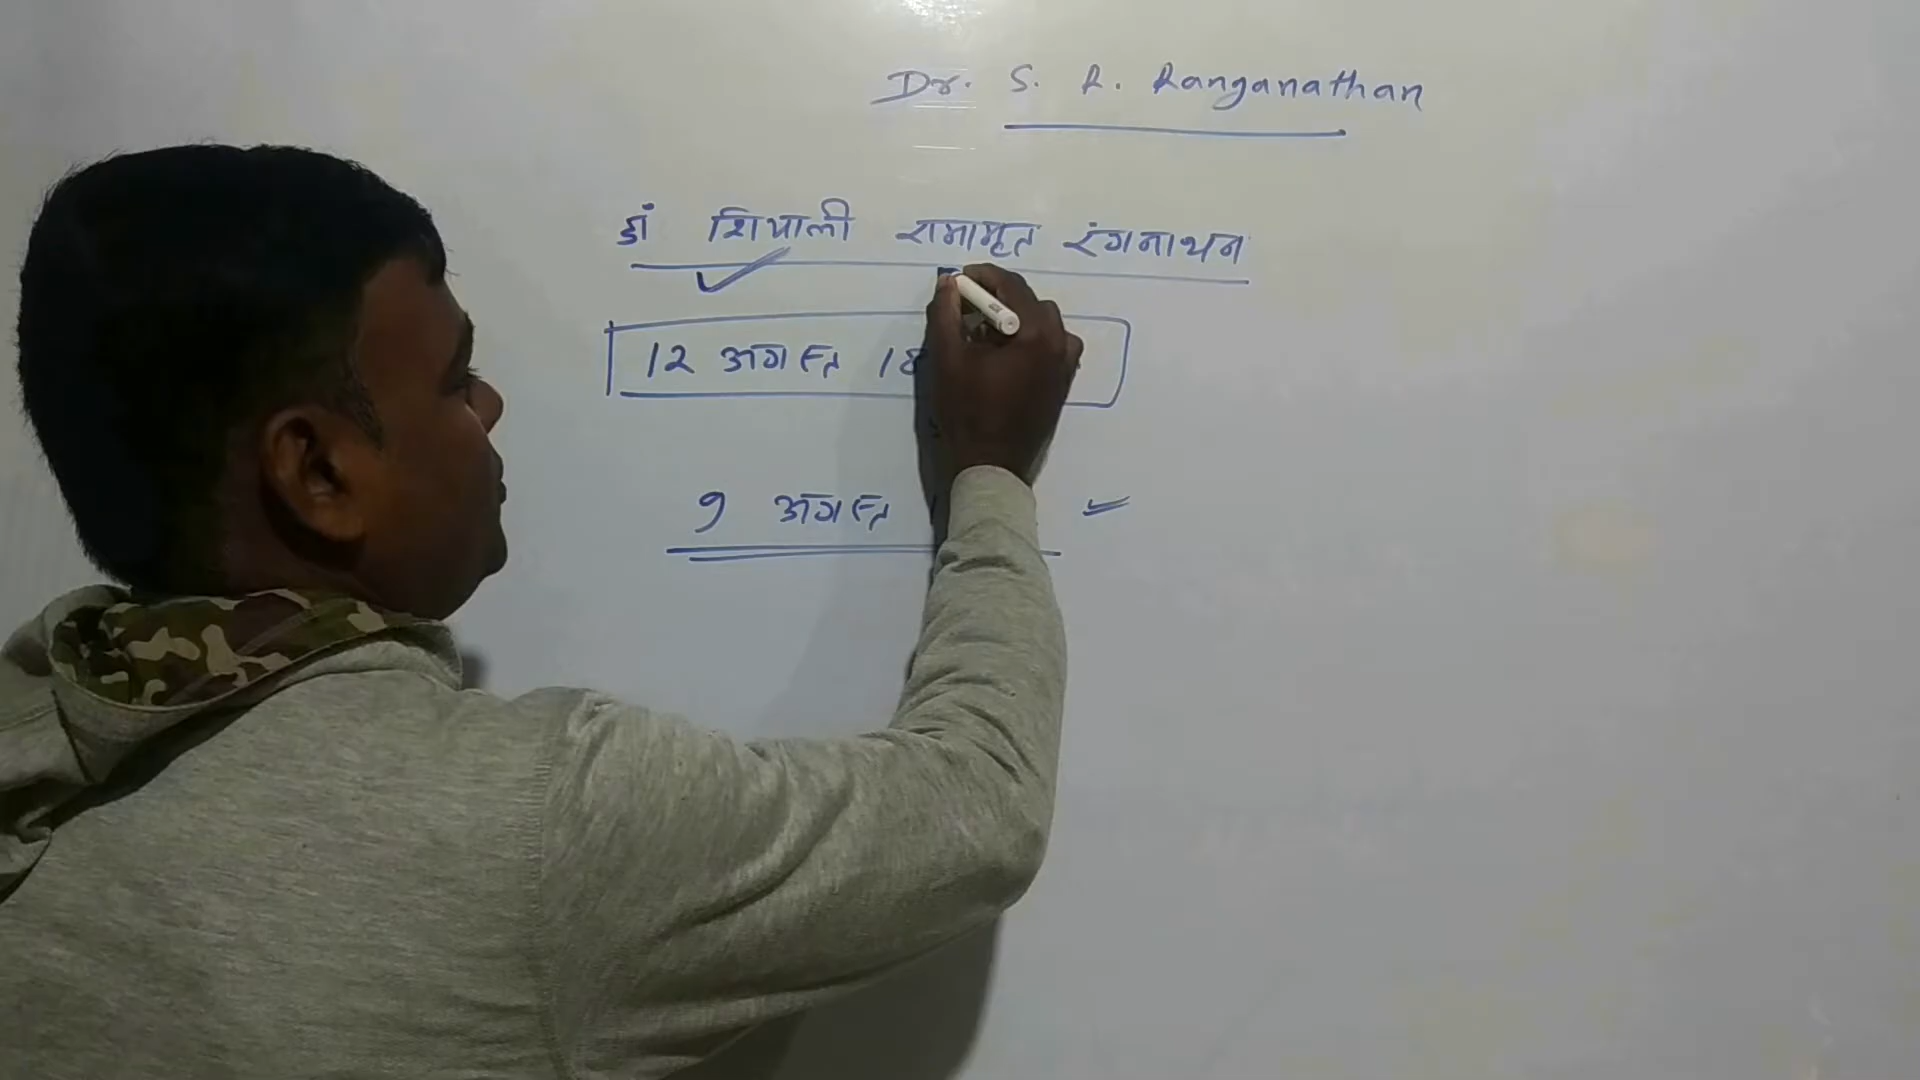 Dr. S. R. Ranganathan
डां शियाली रामामृत रंगनाथन
12 अगस्त 18
9 अगस्त